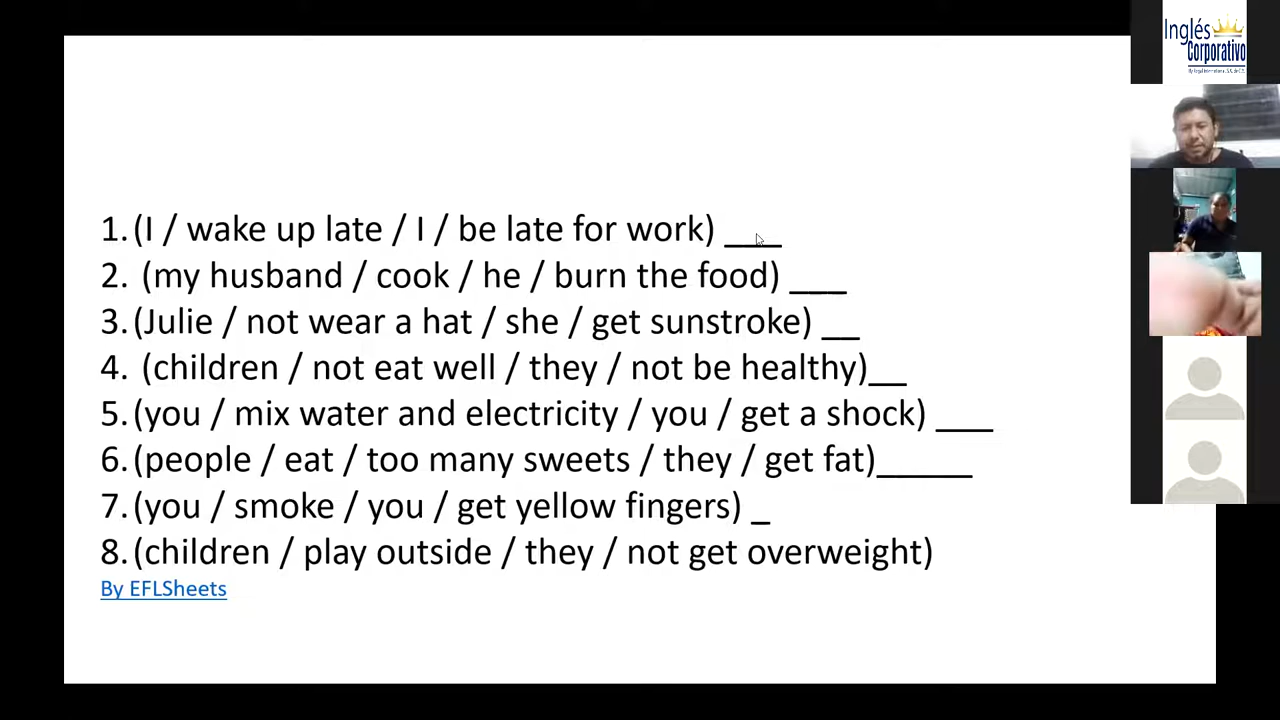 Inglés
Corporativo
1.(I / wake up late / I / be late for work) ___
2. (my husband / cook / he / burn the food) ___
3.(Julie / not wear a hat / she / get sunstroke) __
4. (children / not eat well / they / not be healthy)__
5.(you / mix water and electricity / you / get a shock) ___
6.(people / eat / too many sweets / they / get fat)_____
7.(you / smoke / you / get yellow fingers) _
8.(children / play outside / they / not get overweight)
By EFLSheets